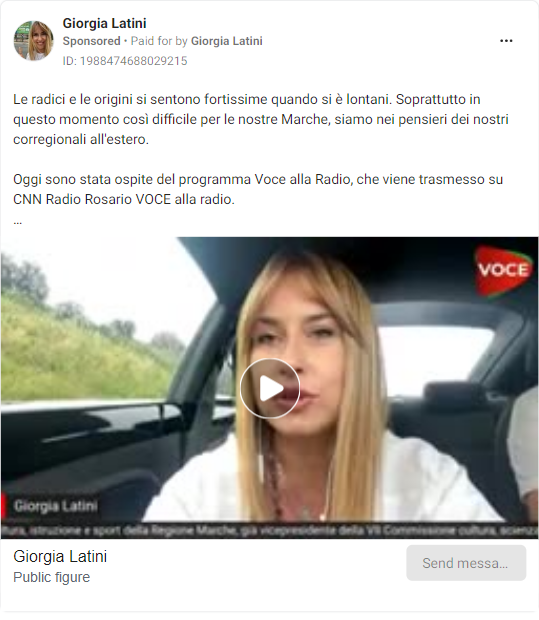 Giorgia Latini
Sponsored • Paid for by Giorgia Latini
ID: 1988474688029215
Le radici e le origini si sentono fortissime quando si è lontani. Soprattutto in
questo momento così difficile per le nostre Marche, siamo nei pensieri dei nostri
corregionali all'estero.
Oggi sono stata ospite del programma Voce alla Radio, che viene trasmesso su
CNN Radio Rosario VOCE alla radio.
...
VOCE
Giorgia Latini
ltura, istruzione e sport della Regione Marche, già vicepresidente della VII Commissione cultura, scienza
Giorgia Latini
Public figure
Send messa...